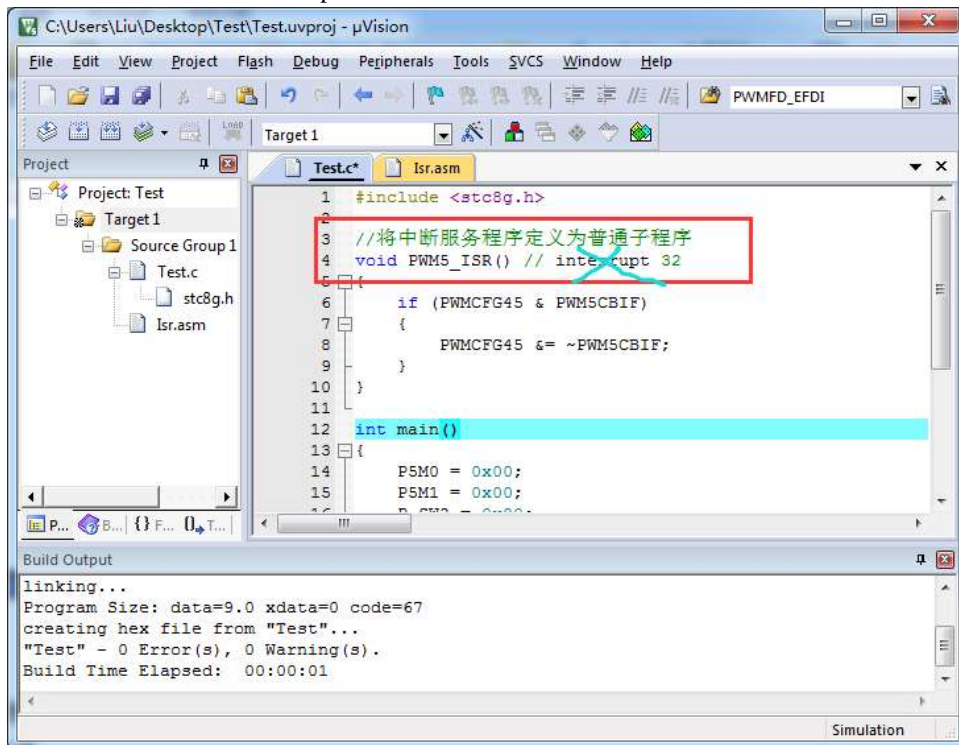 C:\Users\Liu\Desktop\Test\Test.uvproj - µVision
File Edit View Project Flash Debug Peripherals Tools SVCS Window Help
PWMFD_EFDI
LOAD
Target 1
Project
Test.c* Isr.asm
Project: Test
Target 1
Source Group 1
Test.c
stc8g.h
Isr.asm
1 #include <stc8g.h>
2
3 //将中断服务程序定义为普通子程序
4 void PWM5_ISR() // interrupt 32
5 {
6 if (PWMCFG45 & PWM5CBIF)
7 {
8 PWMCFG45 &= ~PWM5CBIF;
9 }
10 }
11
12 int main()
13 {
14 P5M0 = 0x00;
15 P5M1 = 0x00;
P... B... {} F... 0 T...
Build Output
linking...
Program Size: data=9.0 xdata=0 code=67
creating hex file from "Test"...
"Test" - 0 Error(s), 0 Warning(s).
Build Time Elapsed: 00:00:01
Simulation